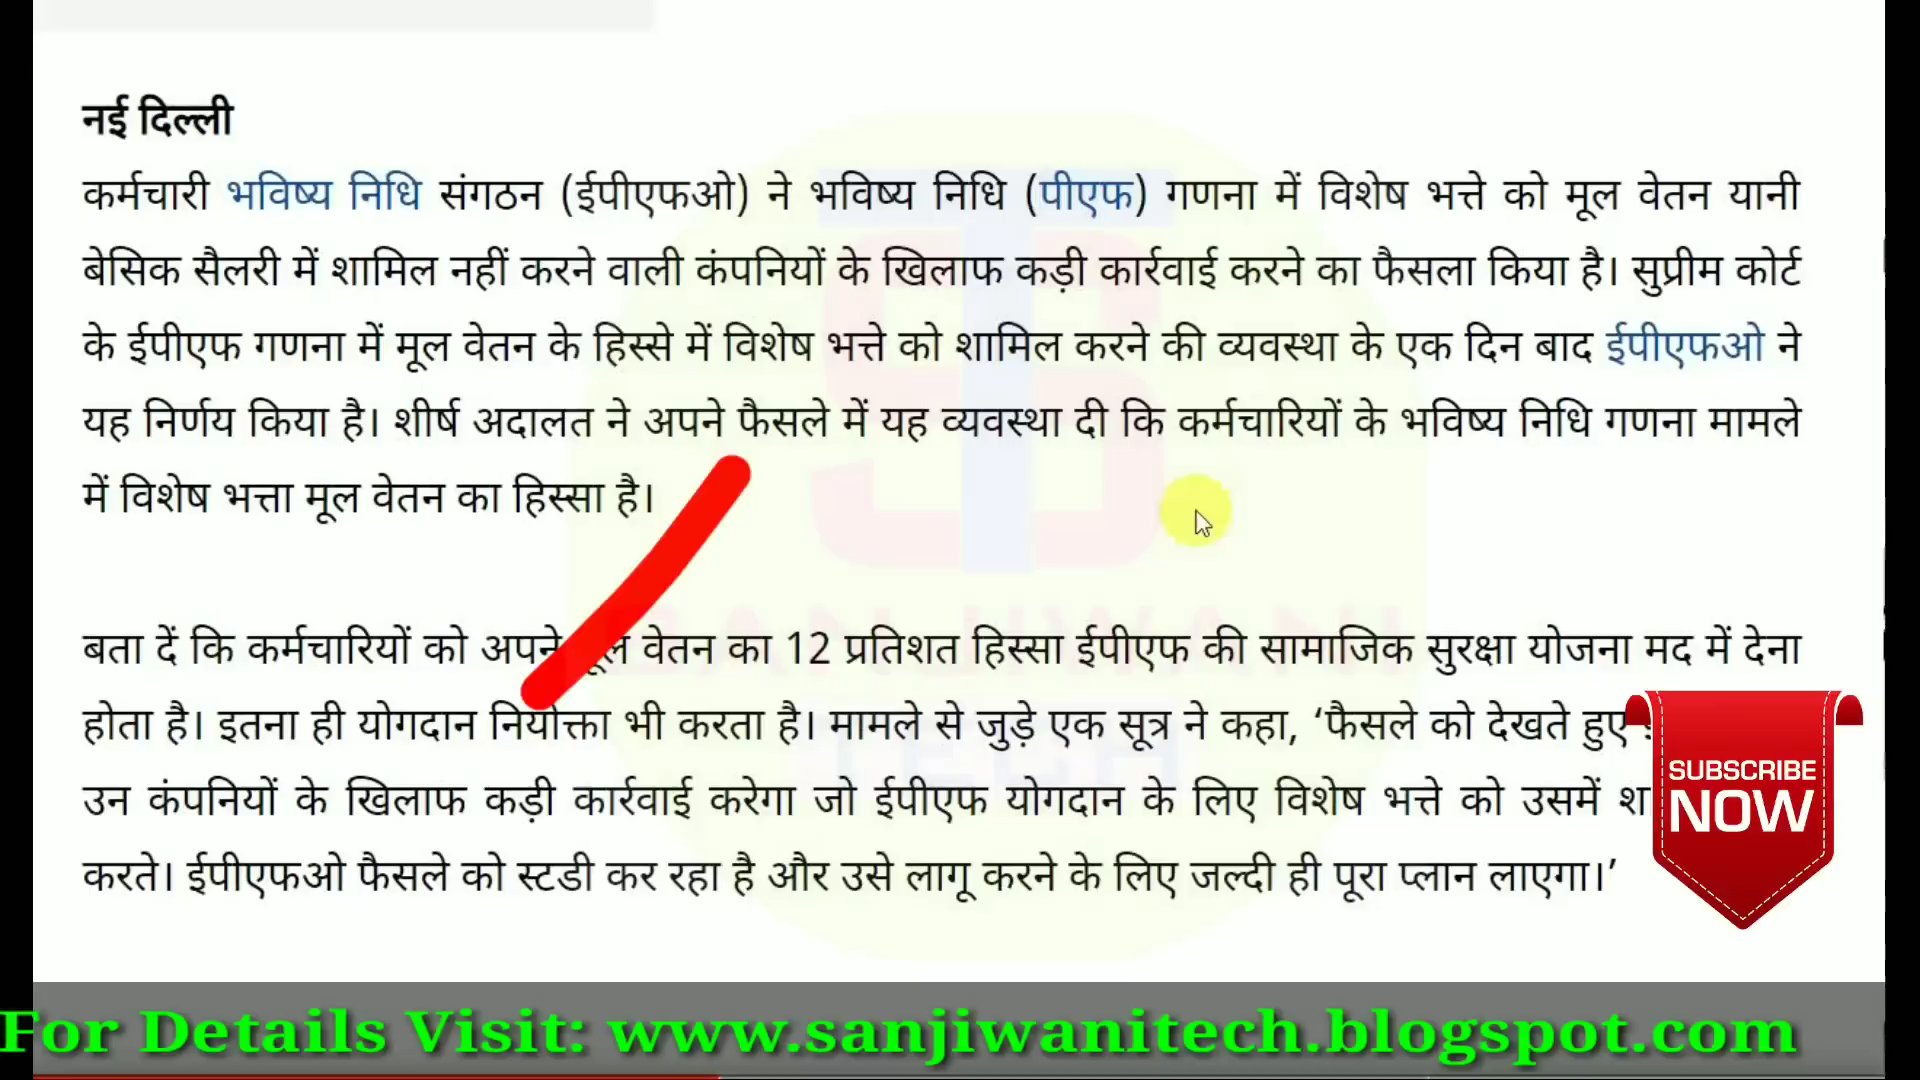 नई दिल्ली
कर्मचारी भविष्य निधि संगठन (ईपीएफओ) ने भविष्य निधि (पीएफ) गणना में विशेष भत्ते को मूल वेतन यानी
बेसिक सैलरी में शामिल नहीं करने वाली कंपनियों के खिलाफ कड़ी कार्रवाई करने का फैसला किया है। सुप्रीम कोर्ट
के ईपीएफ गणना में मूल वेतन के हिस्से में विशेष भत्ते को शामिल करने की व्यवस्था के एक दिन बाद ईपीएफओ ने
यह निर्णय किया है। शीर्ष अदालत ने अपने फैसले में यह व्यवस्था दी कि कर्मचारियों के भविष्य निधि गणना मामले
में विशेष भत्ता मूल वेतन का हिस्सा है।
बता दें कि कर्मचारियों को अपने वेतन का 12 प्रतिशत हिस्सा ईपीएफ की सामाजिक सुरक्षा योजना मद में देना
होता है। इतना ही योगदान नियोक्ता भी करता है। मामले से जुड़े एक सूत्र ने कहा, ‘फैसले को देखते हुए
उन कंपनियों के खिलाफ कड़ी कार्रवाई करेगा जो ईपीएफ योगदान के लिए विशेष भत्ते को उसमें
करते। ईपीएफओ फैसले को स्टडी कर रहा है और उसे लागू करने के लिए जल्दी ही पूरा प्लान लाएगा।’
SUBSCRIBE
NOW
SANJIWANI
TECH
For Details Visit: www.sanjiwanitech.blogspot.com